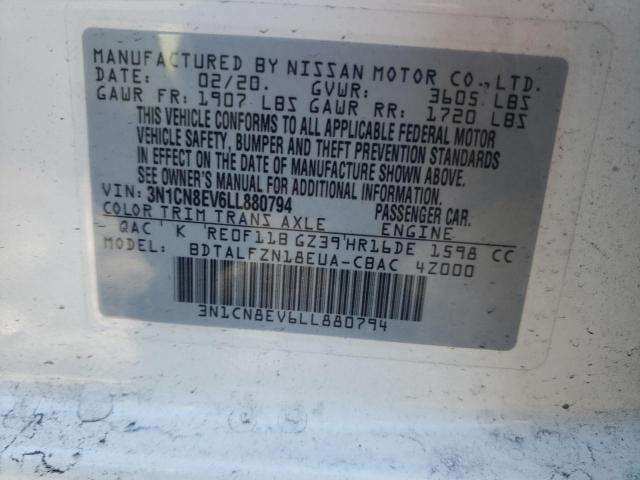 MANUFACTURED BY NISSAN MOTOR CO., LTD.
DATE: 02/20. GVWR: 3605 LBS
GAWR FR: 1907 LBS GAWR RR: 1720 LBS
THIS VEHICLE CONFORMS TO ALL APPLICABLE FEDERAL MOTOR
VEHICLE SAFETY, BUMPER AND THEFT PREVENTION STANDARDS
IN EFFECT ON THE DATE OF MANUFACTURE SHOWN ABOVE.
SEE OWNER'S MANUAL FOR ADDITIONAL INFORMATION.
VIN: 3N1CN8EV6LL880794 PASSENGER CAR.
COLOR TRIM TRANS AXLE ENGINE
QAC K RE0F11B GZ39 HR16DE 1598 CC
MODEL: BDTALFZN18EUA-CBAC 4Z000
3N1CN8EV6LL880794